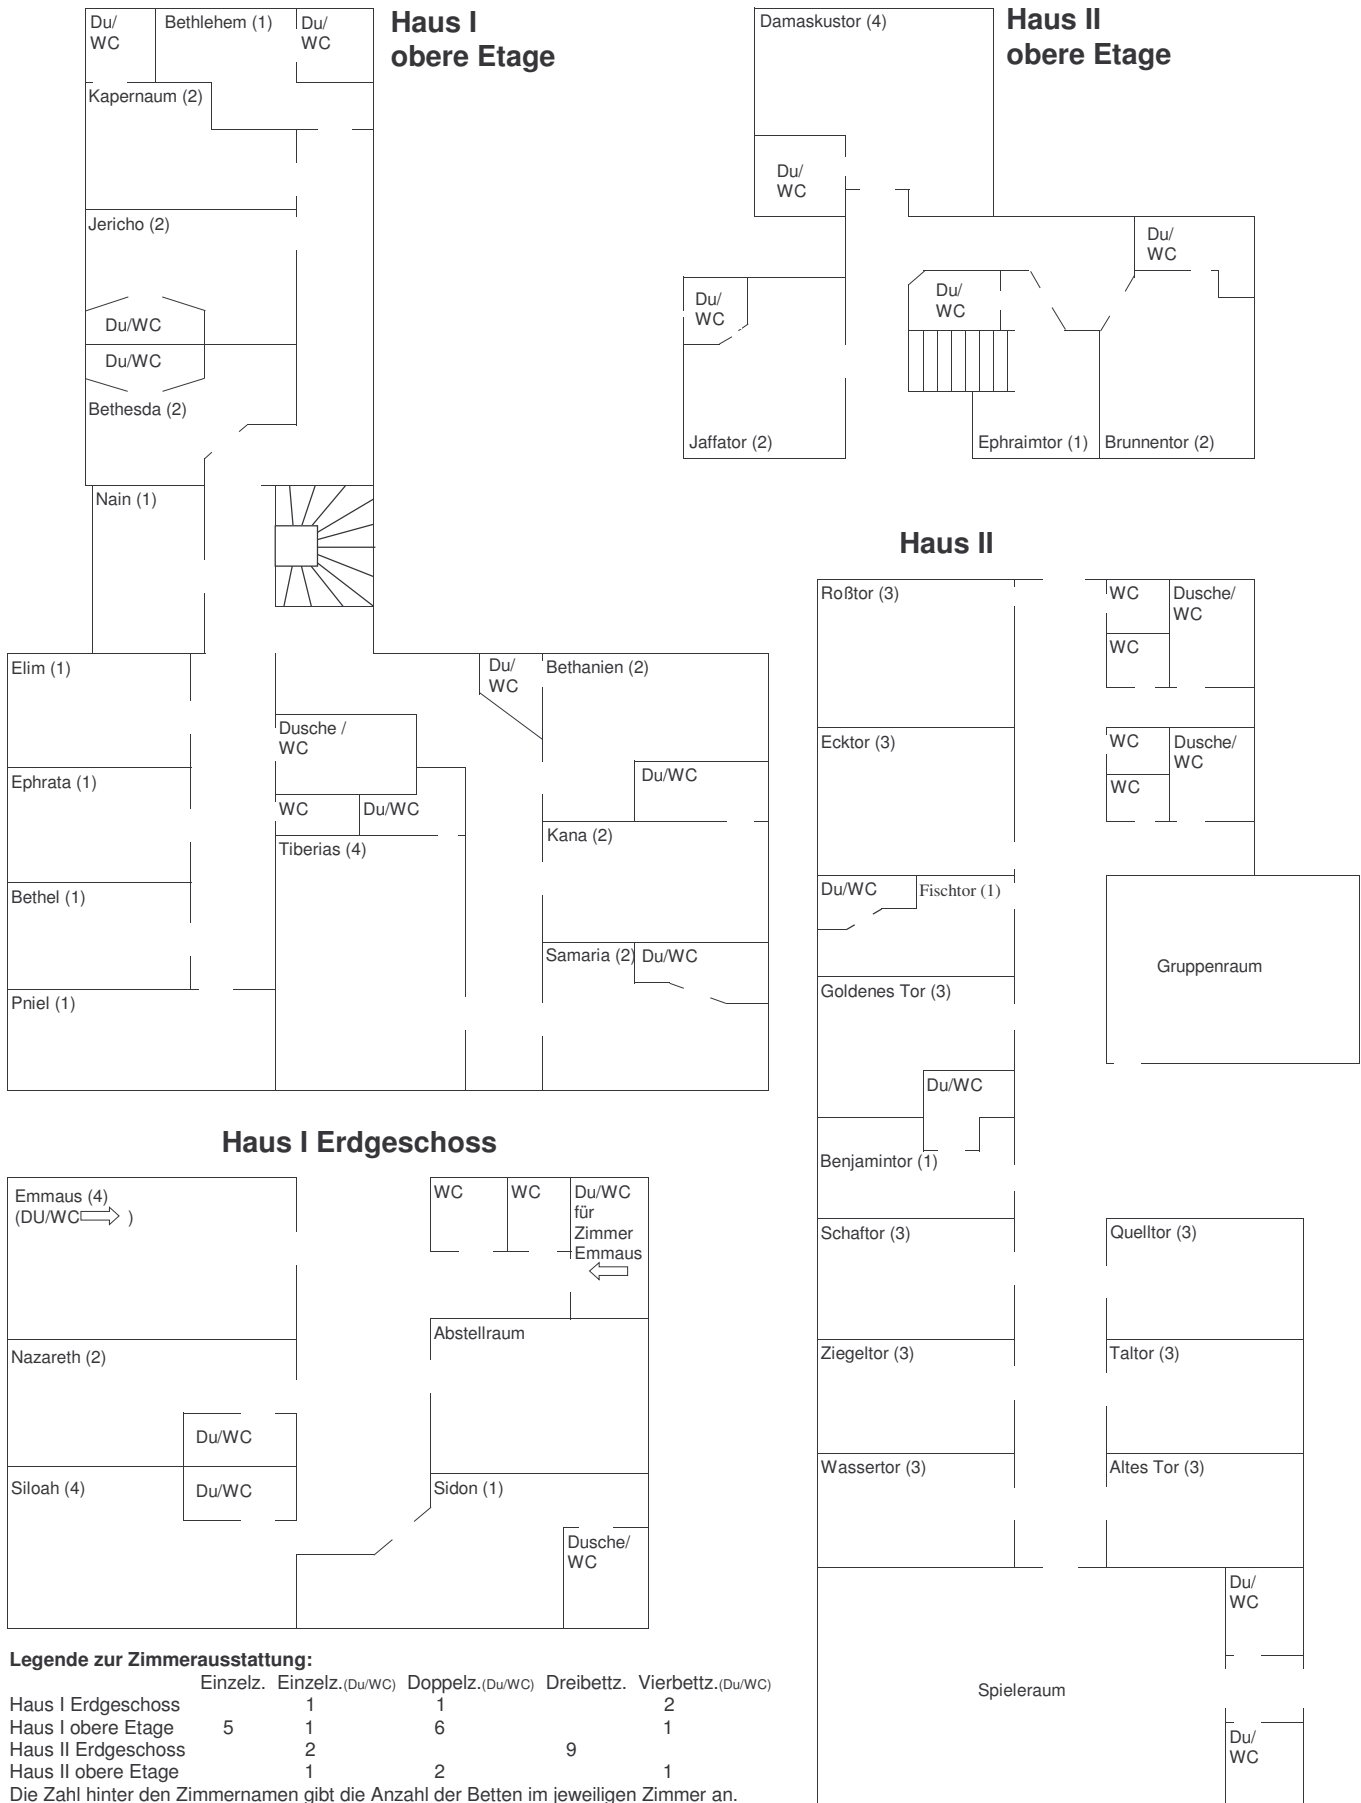 Haus I
obere Etage
Du/
WC
Bethlehem (1)
Du/
WC
Kapernaum (2)
Jericho (2)
Du/WC
Du/WC
Bethesda (2)
Nain (1)
Elim (1)
Ephrata (1)
Bethel (1)
Pniel (1)
Dusche /
WC
WC
Du/WC
Tiberias (4)
Du/
WC
Bethanien (2)
Du/WC
Kana (2)
Samaria (2)
Du/WC
Haus II
obere Etage
Damaskustor (4)
Du/
WC
Du/
WC
Du/
WC
Du/
WC
Jaffator (2)
Ephraimtor (1)
Brunnentor (2)
Haus II
Roßtor (3)
WC
Dusche/
WC
WC
Ecktor (3)
WC
Dusche/
WC
WC
Du/WC
Fischtor (1)
Gruppenraum
Goldenes Tor (3)
Du/WC
Benjamintor (1)
Schaftor (3)
Quelltor (3)
Ziegeltor (3)
Taltor (3)
Wassertor (3)
Altes Tor (3)
Du/
WC
Spieleraum
Du/
WC
Haus I Erdgeschoss
Emmaus (4)
(DU/WC )
WC
WC
Du/WC
für
Zimmer
Emmaus
Abstellraum
Nazareth (2)
Du/WC
Siloah (4)
Du/WC
Sidon (1)
Dusche/
WC
Legende zur Zimmerausstattung:
Einzelz. Einzelz.(Du/WC) Doppelz.(Du/WC) Dreibettz. Vierbettz.(Du/WC)
Haus I Erdgeschoss 1 1 2
Haus I obere Etage 5 1 6 1
Haus II Erdgeschoss 2 9
Haus II obere Etage 1 2 1
Die Zahl hinter den Zimmernamen gibt die Anzahl der Betten im jeweiligen Zimmer an.